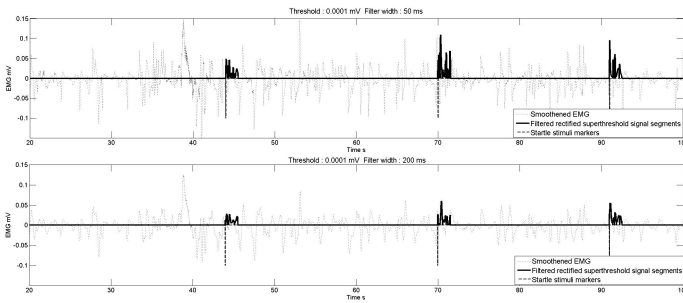 Threshold : 0.0001 mV  Filter width : 50 ms
0.15
0.1
0.05
0
-0.05
-0.1
EMG mV
20 30 40 50 60 70 80 90 100
Time s
Smoothened EMG
Filtered rectified superthreshold signal segments
Startle stimuli markers
Threshold : 0.0001 mV  Filter width : 200 ms
0.15
0.1
0.05
0
-0.05
-0.1
EMG mV
20 30 40 50 60 70 80 90 100
Time s
Smoothened EMG
Filtered rectified superthreshold signal segments
Startle stimuli markers